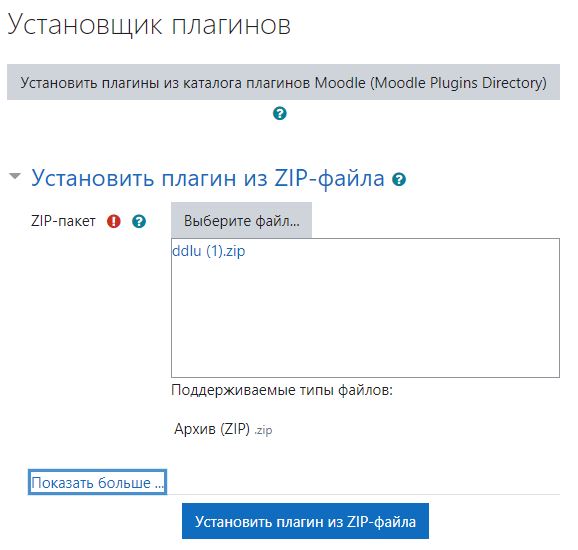 Установщик плагинов
Установить плагины из каталога плагинов Moodle (Moodle Plugins Directory)
?
Установить плагин из ZIP-файла ?
ZIP-пакет ! ? Выберите файл...
ddlu (1).zip
Поддерживаемые типы файлов:
Архив (ZIP) .zip
Показать больше ...
Установить плагин из ZIP-файла